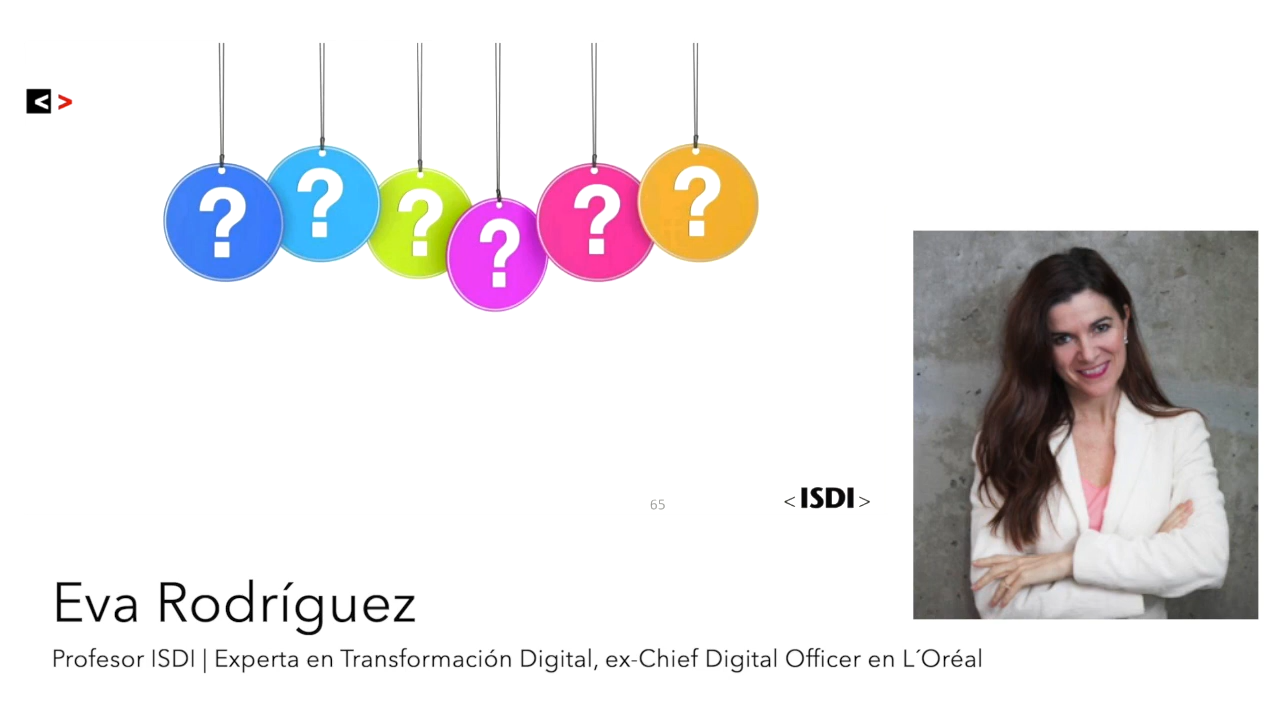 < >
? ? ? ? ? ?
65
<ISDI>
Eva Rodríguez
Profesor ISDI | Experta en Transformación Digital, ex-Chief Digital Officer en L´Oréal